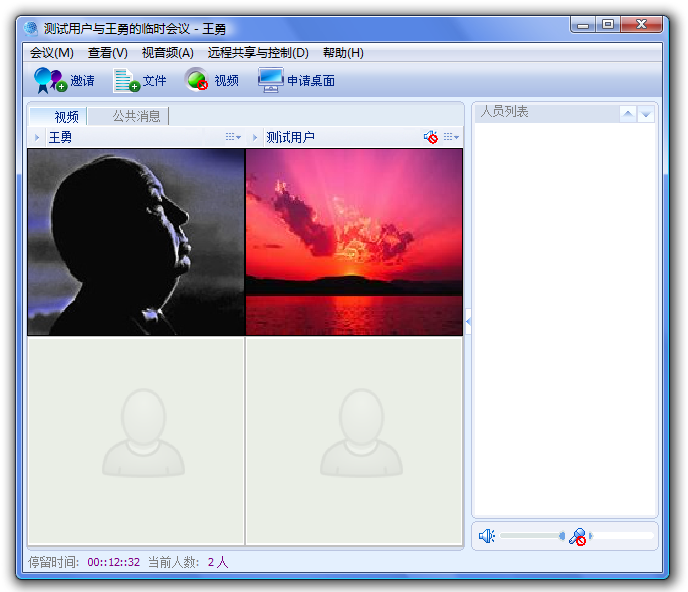 测试用户与王勇的临时会议 - 王勇
会议(M) 查看(V) 视音频(A) 远程共享与控制(D) 帮助(H)
邀请 文件 视频 申请桌面
视频 公共消息 人员列表
王勇 测试用户
停留时间: 00::12::32 当前人数: 2 人